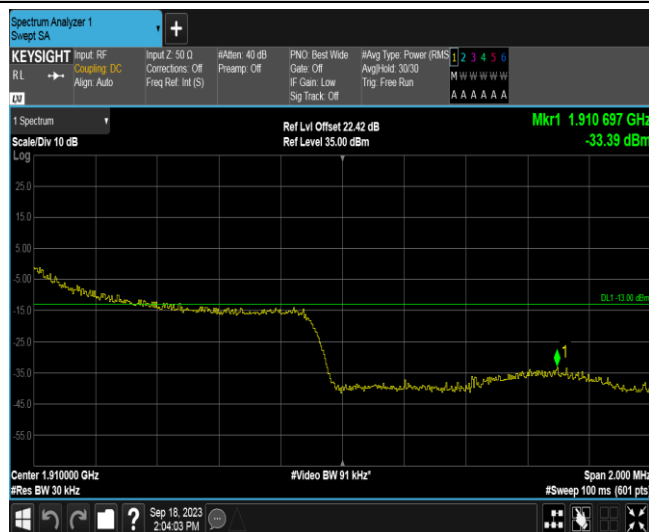 Spectrum Analyzer 1
Swept SA
KEYSIGHT Input: RF Input Z: 50 Ω #Atten: 40 dB PNO: Best Wide #Avg Type: Power (RMS 1 2 3 4 5 6
RL Coupling: DC Corrections: Off Preamp: Off Gate: Off Avg|Hold: 30/30 M W W W W W
Align: Auto Freq Ref: Int (S) IF Gain: Low Trig: Free Run
Sig Track: Off A A A A A A
LXI
1 Spectrum Ref Lvl Offset 22.42 dB Mkr1 1.910 697 GHz
Scale/Div 10 dB Ref Level 35.00 dBm -33.39 dBm
Log
25.0
15.0
5.00
-5.00
DL1 -13.00 dBm
-15.0
-25.0
1
-35.0
-45.0
-55.0
Center 1.910000 GHz #Video BW 91 kHz* Span 2.000 MHz
#Res BW 30 kHz #Sweep 100 ms (601 pts)
? Sep 18, 2023
2:04:03 PM